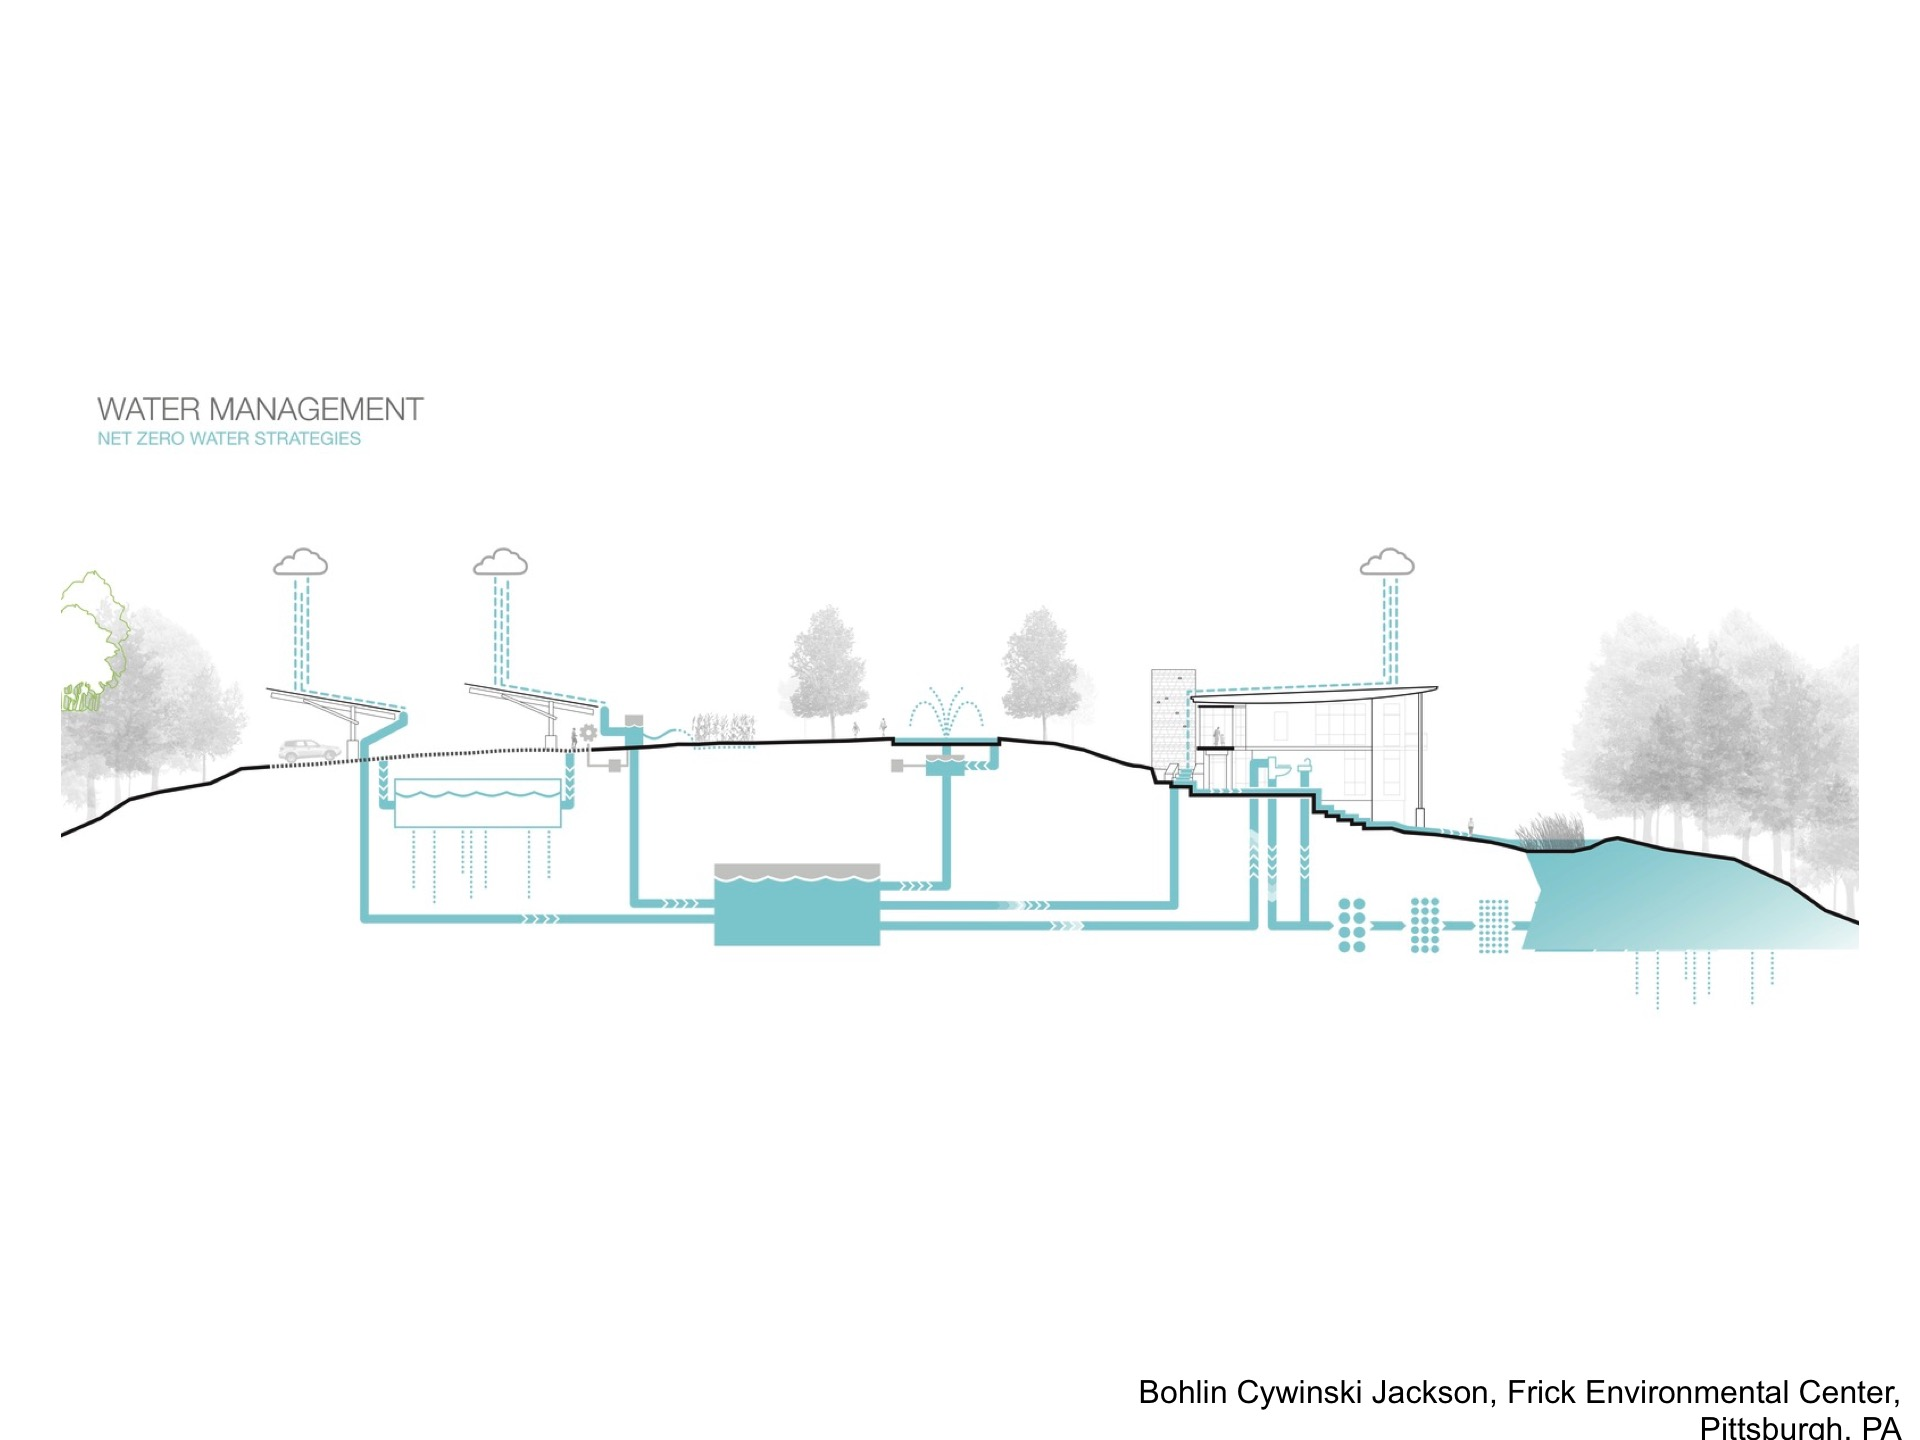 WATER MANAGEMENT
NET ZERO WATER STRATEGIES
Bohlin Cywinski Jackson, Frick Environmental Center,
Pittsburgh, PA